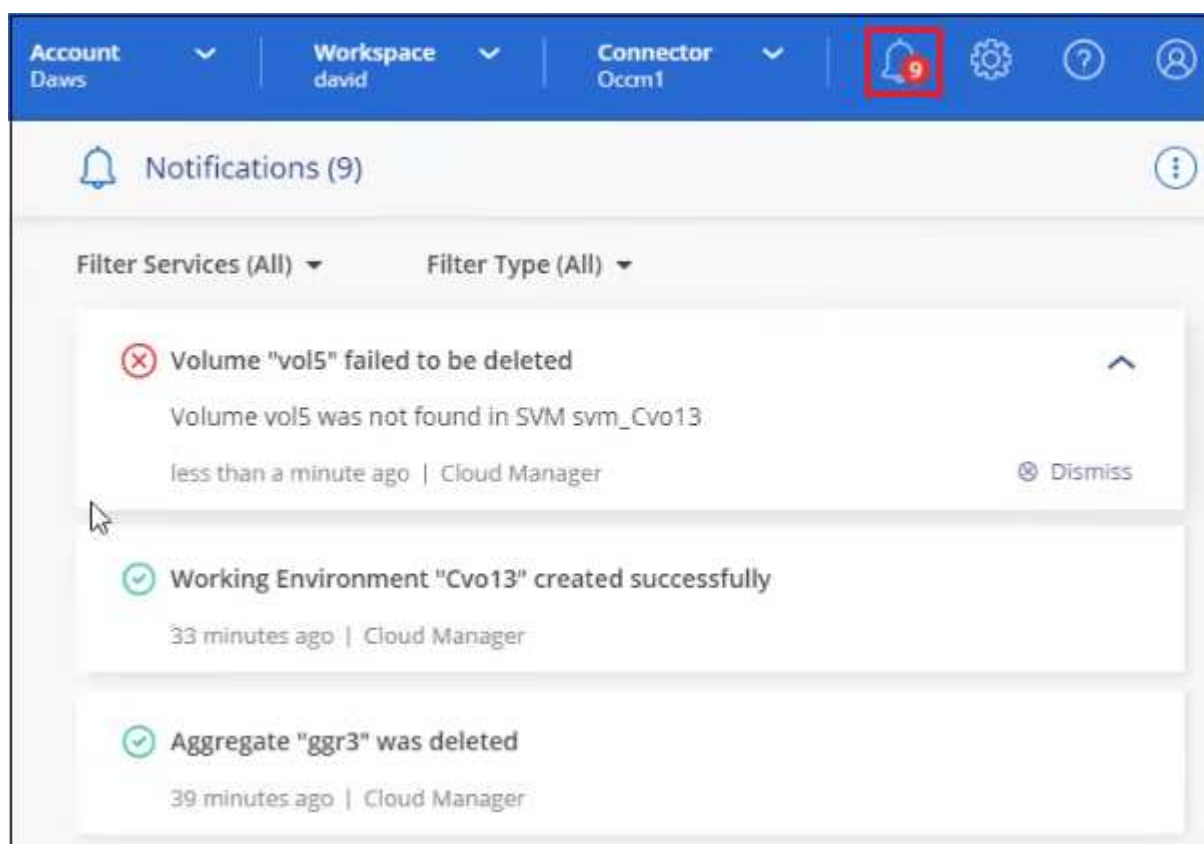 Account Workspace Connector
Daws david Occm1 9
Notifications (9)
Filter Services (All) Filter Type (All)
Volume "vol5" failed to be deleted
Volume vol5 was not found in SVM svm_Cvo13
less than a minute ago | Cloud Manager Dismiss
Working Environment "Cvo13" created successfully
33 minutes ago | Cloud Manager
Aggregate "ggr3" was deleted
39 minutes ago | Cloud Manager